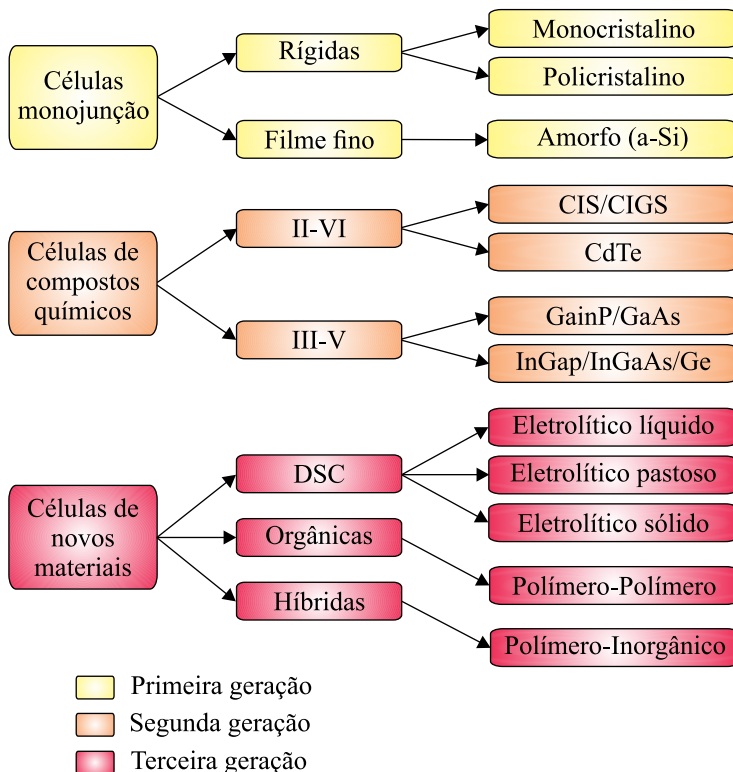 Células
monojunção
Rígidas
Monocristalino
Policristalino
Filme fino
Amorfo (a-Si)
Células de
compostos
químicos
II-VI
CIS/CIGS
CdTe
III-V
GainP/GaAs
InGap/InGaAs/Ge
Células de
novos
materiais
DSC
Eletrolítico líquido
Eletrolítico pastoso
Eletrolítico sólido
Orgânicas
Polímero-Polímero
Híbridas
Polímero-Inorgânico
Primeira geração
Segunda geração
Terceira geração